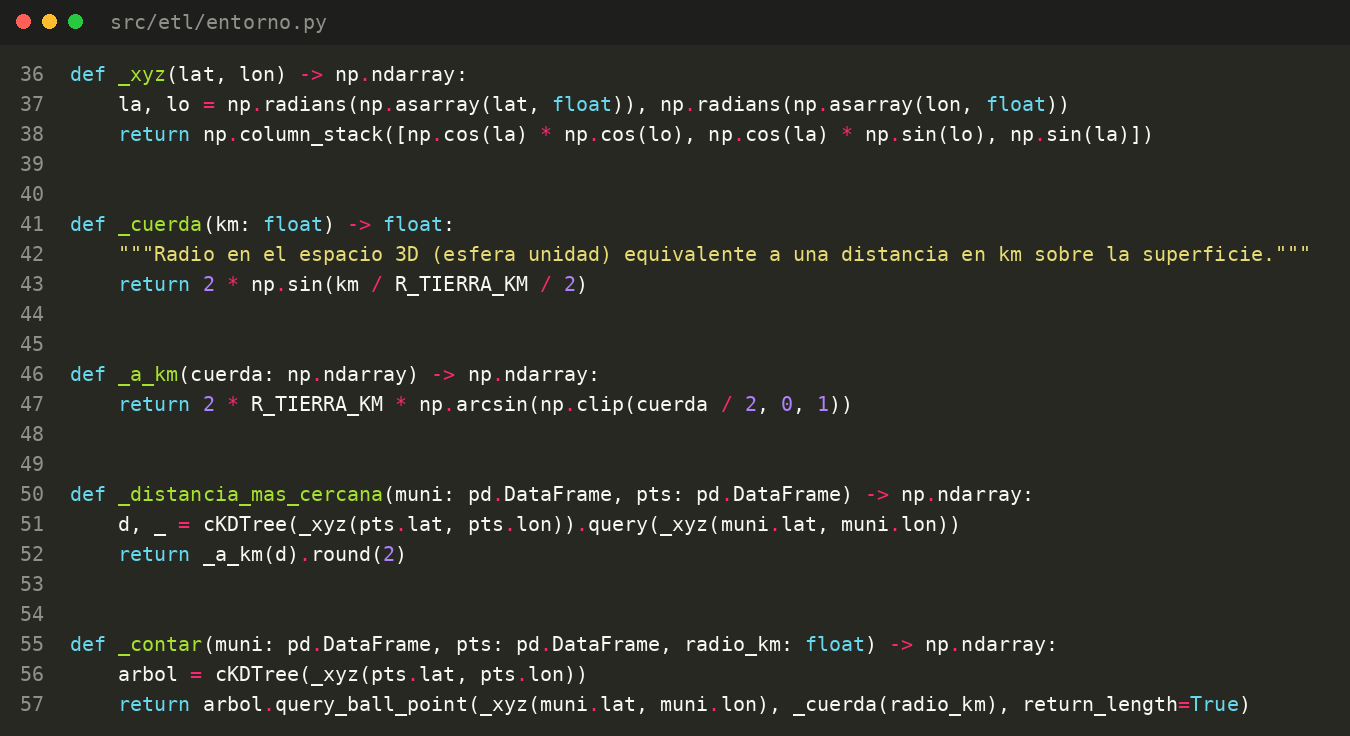 src/etl/entorno.py
36 def _xyz(lat, lon) -> np.ndarray:
37     la, lo = np.radians(np.asarray(lat, float)), np.radians(np.asarray(lon, float))
38     return np.column_stack([np.cos(la) * np.cos(lo), np.cos(la) * np.sin(lo), np.sin(la)])
39
40
41 def _cuerda(km: float) -> float:
42     """Radio en el espacio 3D (esfera unidad) equivalente a una distancia en km sobre la superficie."""
43     return 2 * np.sin(km / R_TIERRA_KM / 2)
44
45
46 def _a_km(cuerda: np.ndarray) -> np.ndarray:
47     return 2 * R_TIERRA_KM * np.arcsin(np.clip(cuerda / 2, 0, 1))
48
49
50 def _distancia_mas_cercana(muni: pd.DataFrame, pts: pd.DataFrame) -> np.ndarray:
51     d, _ = cKDTree(_xyz(pts.lat, pts.lon)).query(_xyz(muni.lat, muni.lon))
52     return _a_km(d).round(2)
53
54
55 def _contar(muni: pd.DataFrame, pts: pd.DataFrame, radio_km: float) -> np.ndarray:
56     arbol = cKDTree(_xyz(pts.lat, pts.lon))
57     return arbol.query_ball_point(_xyz(muni.lat, muni.lon), _cuerda(radio_km), return_length=True)